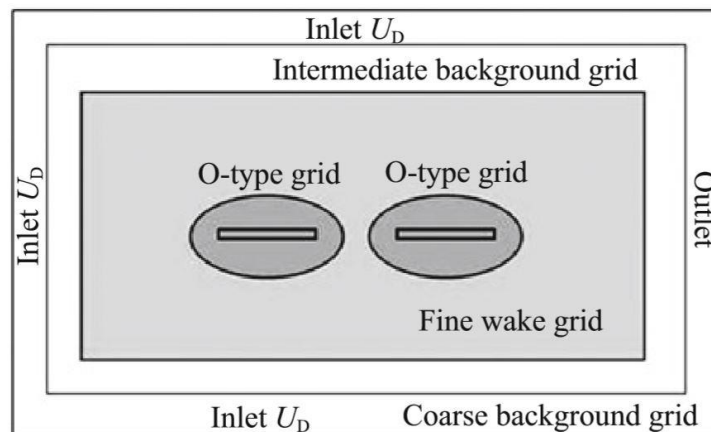 Inlet U_D
Intermediate background grid
Inlet U_D
O-type grid
O-type grid
Outlet
Fine wake grid
Inlet U_D
Coarse background grid